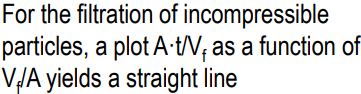 For the filtration of incompressible
particles, a plot A·t/Vf as a function of
Vf/A yields a straight line